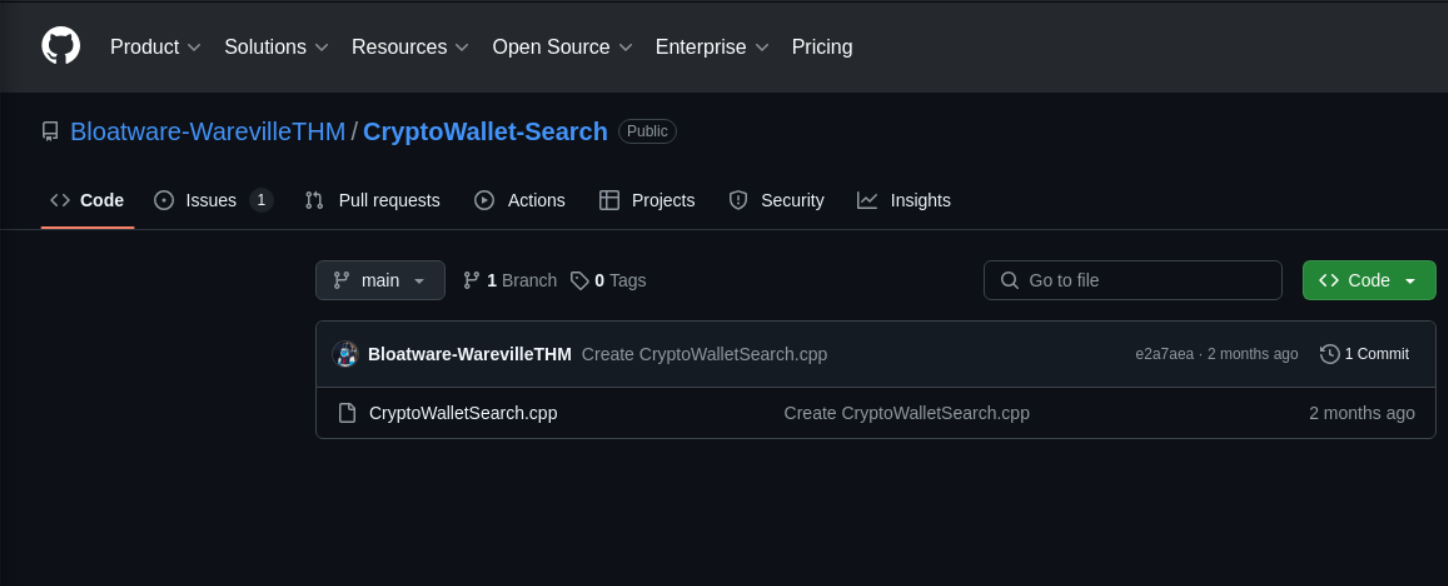 Product Solutions Resources Open Source Enterprise Pricing
Bloatware-WarevilleTHM / CryptoWallet-Search Public
Code Issues 1 Pull requests Actions Projects Security Insights
main 1 Branch 0 Tags Go to file Code
Bloatware-WarevilleTHM Create CryptoWalletSearch.cpp e2a7aea · 2 months ago 1 Commit
CryptoWalletSearch.cpp Create CryptoWalletSearch.cpp 2 months ago